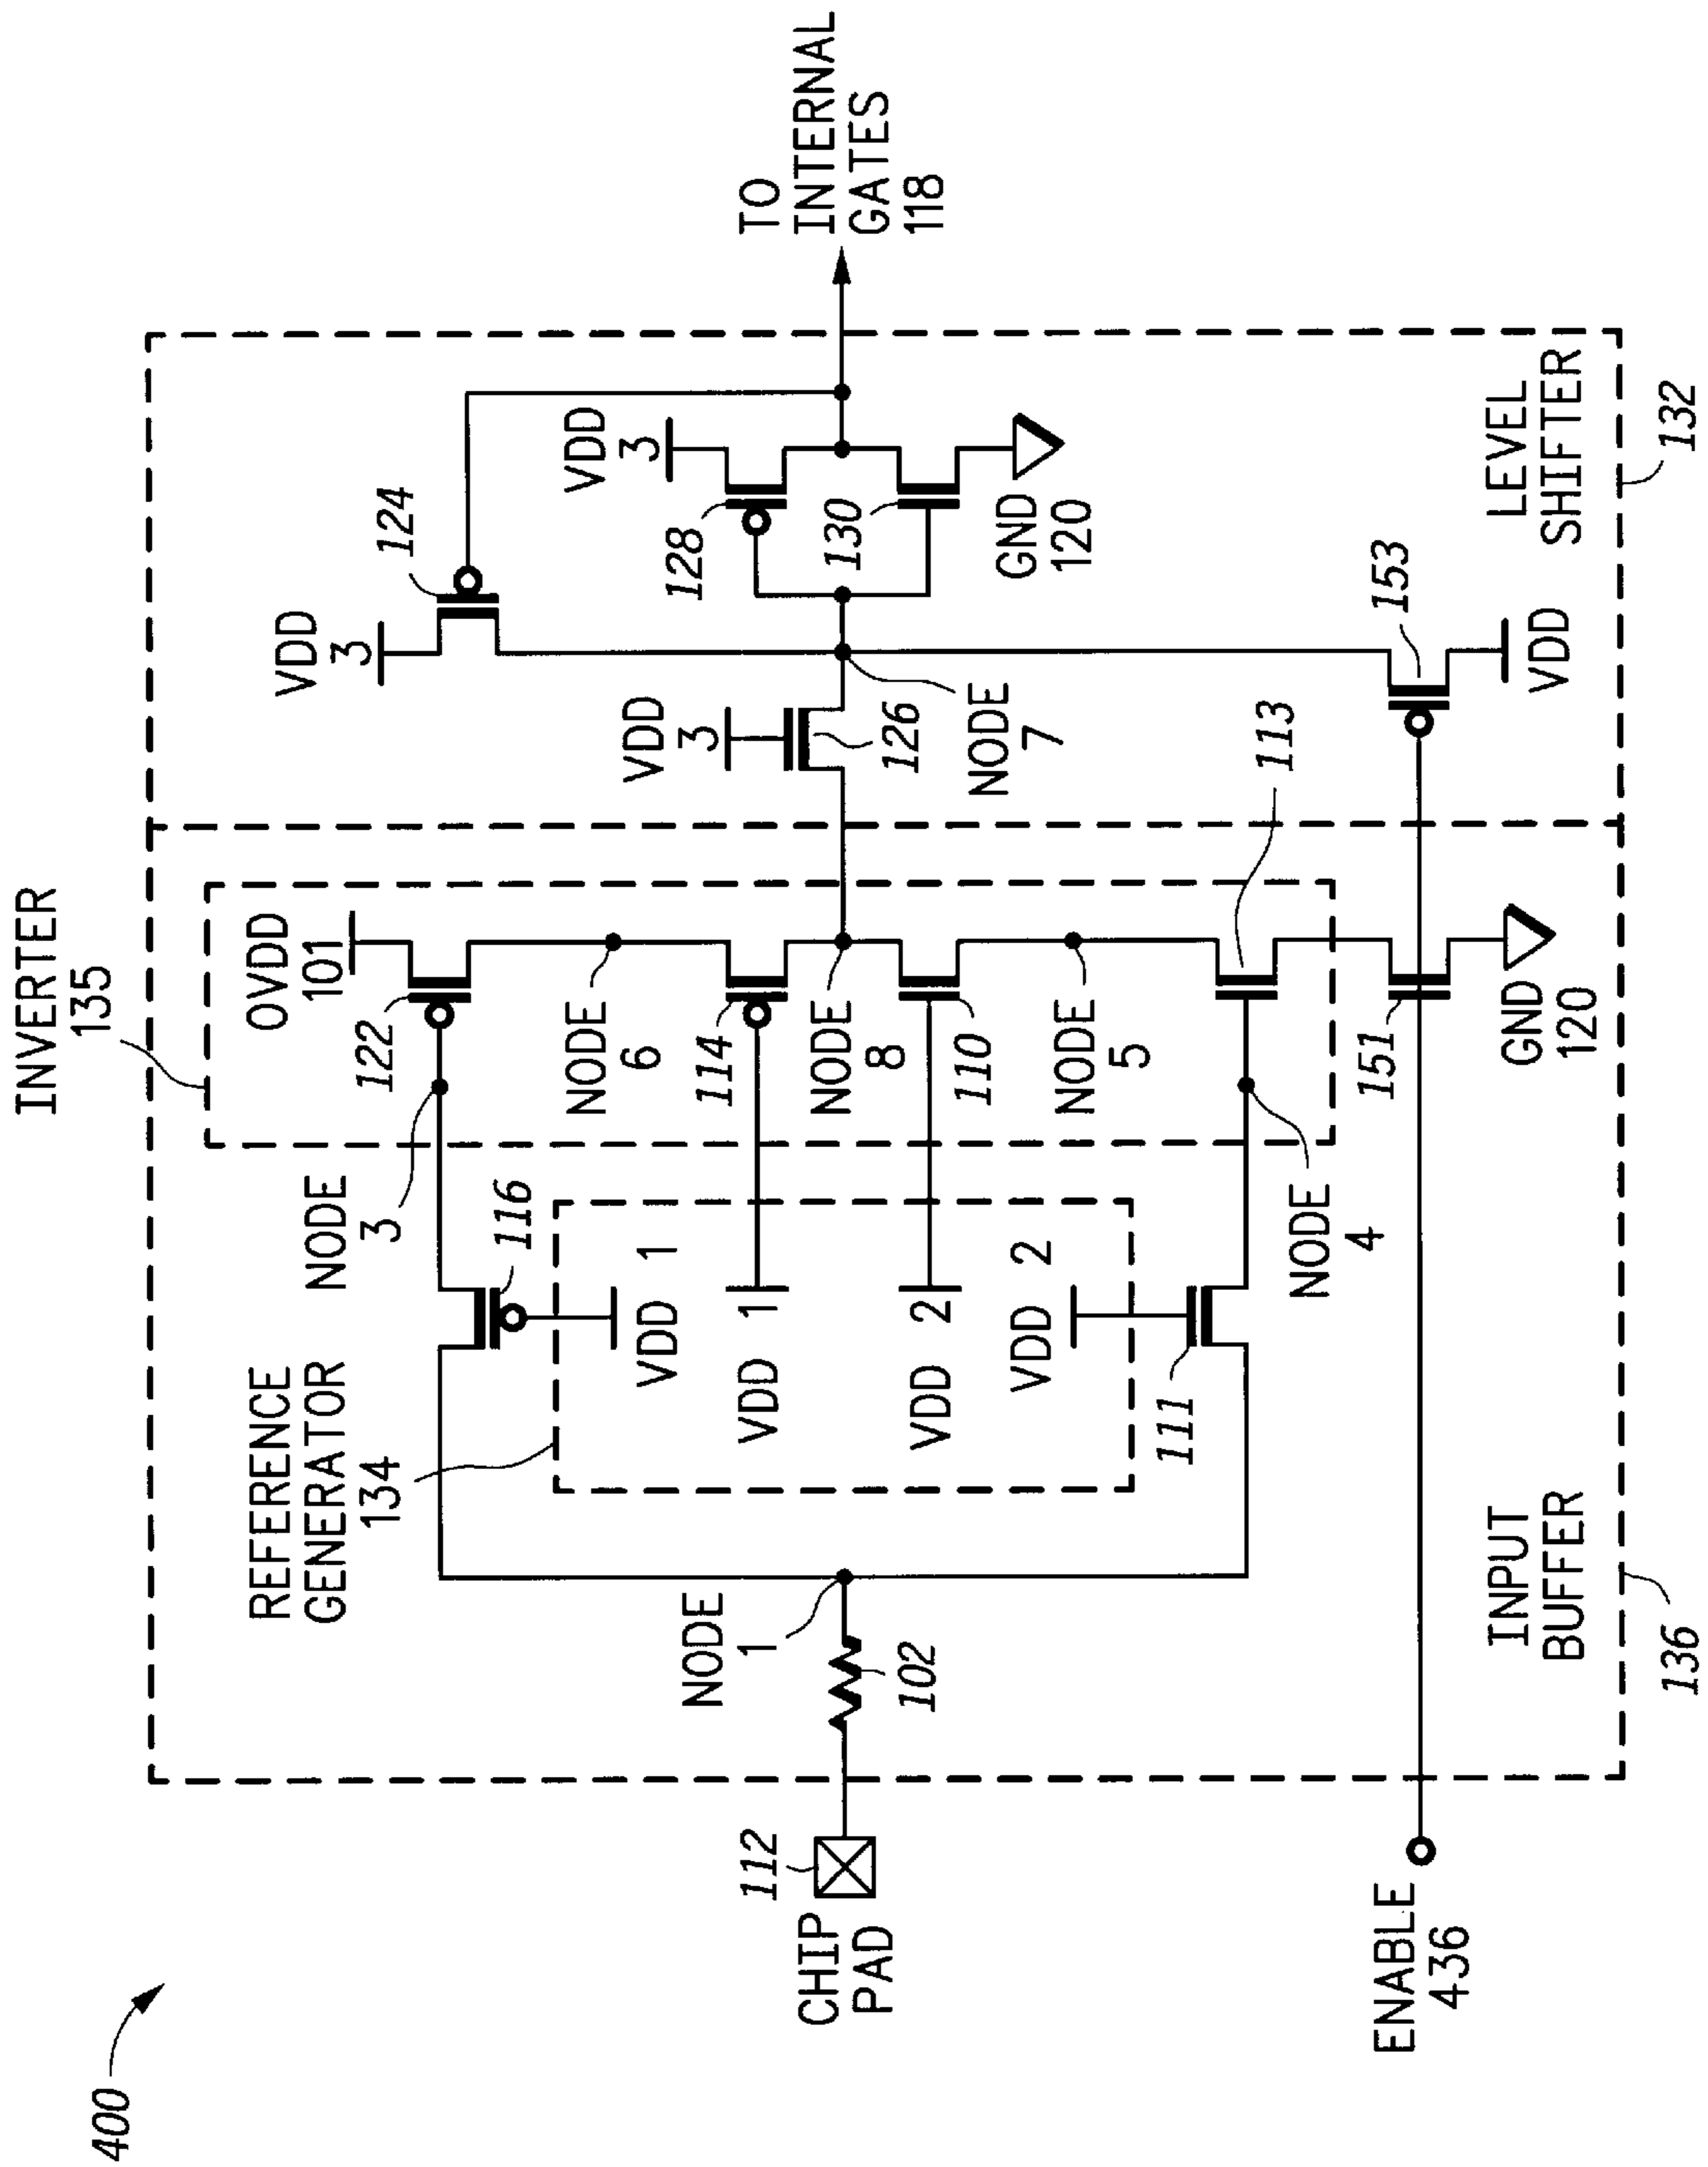 400
INVERTER
135
REFERENCE
GENERATOR
134
NODE
3
116
122
OVDD
101
VDD
3
124
TO
INTERNAL
GATES
118
VDD 1
NODE
6
VDD
3
VDD
3
128
112
CHIP
PAD
NODE
1
102
VDD 1
114
NODE
8
126
130
VDD 2
110
NODE
7
GND
120
VDD 2
NODE
5
111
NODE
4
113
ENABLE
436
151
GND
120
153
VDD
INPUT
BUFFER
136
LEVEL
SHIFTER
132